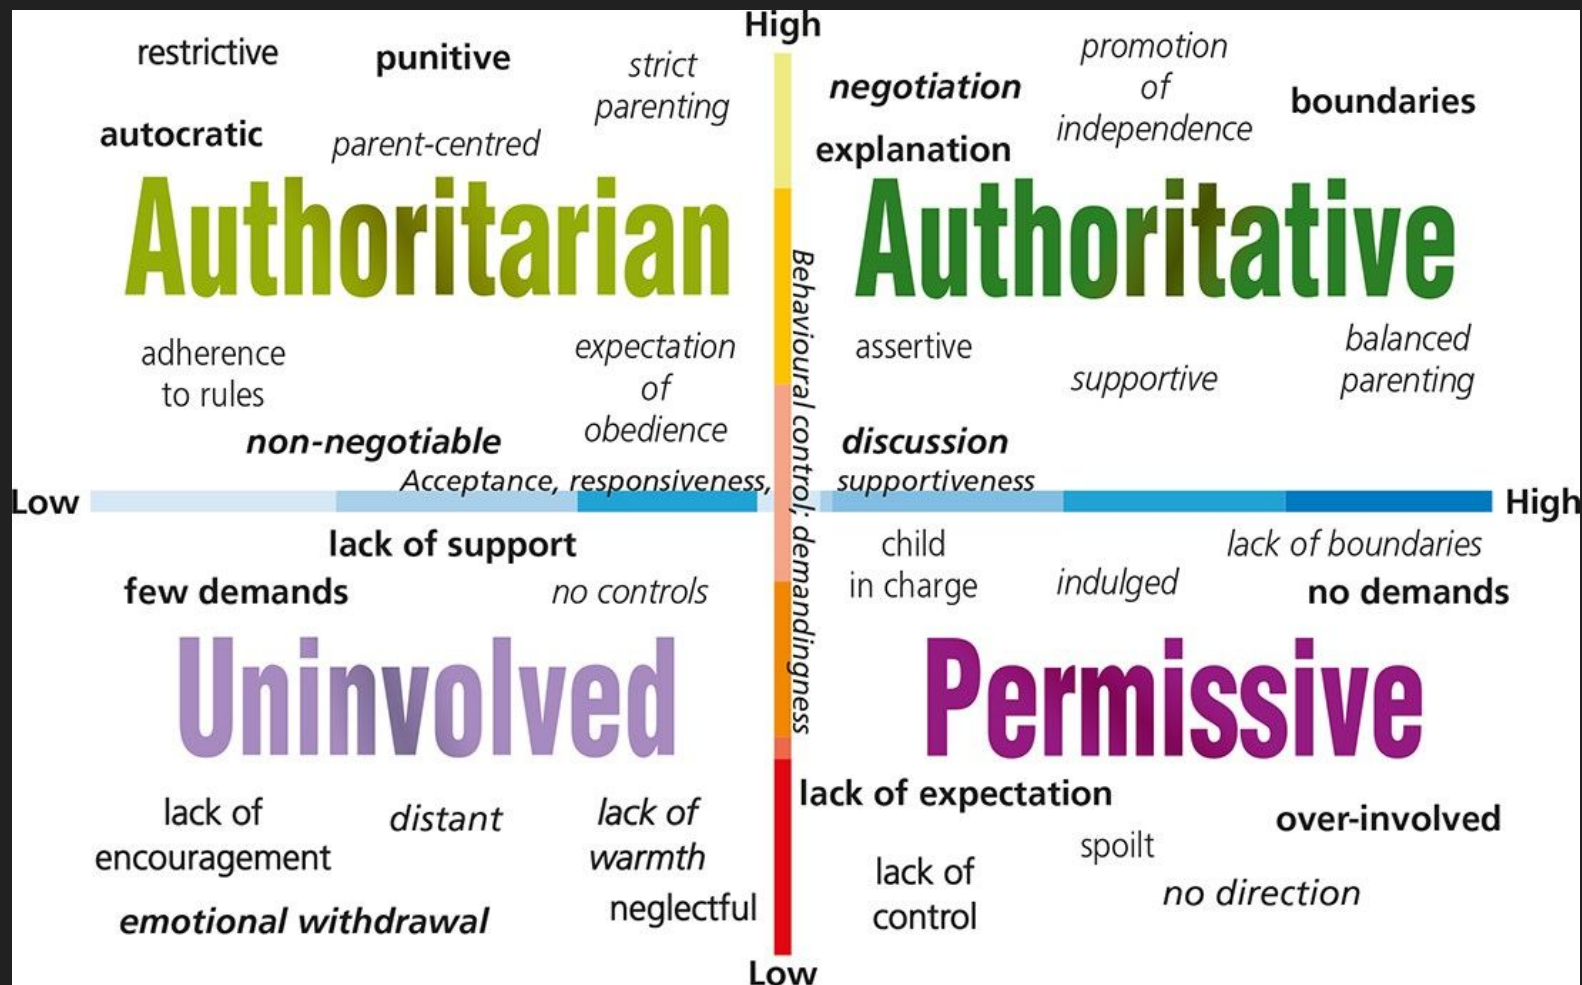 High
restrictive
punitive
strict
parenting
autocratic
parent-centred
Authoritarian
adherence
to rules
expectation
of
obedience
non-negotiable
negotiation
promotion
of
independence
boundaries
explanation
Authoritative
assertive
supportive
balanced
parenting
discussion
Behavioural control; demandingness
Low
Acceptance, responsiveness, supportiveness
High
lack of support
few demands
no controls
Uninvolved
lack of
encouragement
distant
lack of
warmth
neglectful
emotional withdrawal
child
in charge
indulged
lack of boundaries
no demands
Permissive
lack of expectation
over-involved
spoilt
lack of
control
no direction
Low